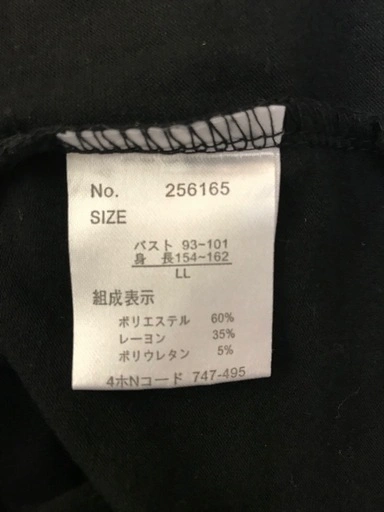 No. 256165
SIZE
バスト 93~101
身 長154~162
LL
組成表示
ポリエステル 60%
レーヨン 35%
ポリウレタン 5%
4ホNコード 747-495